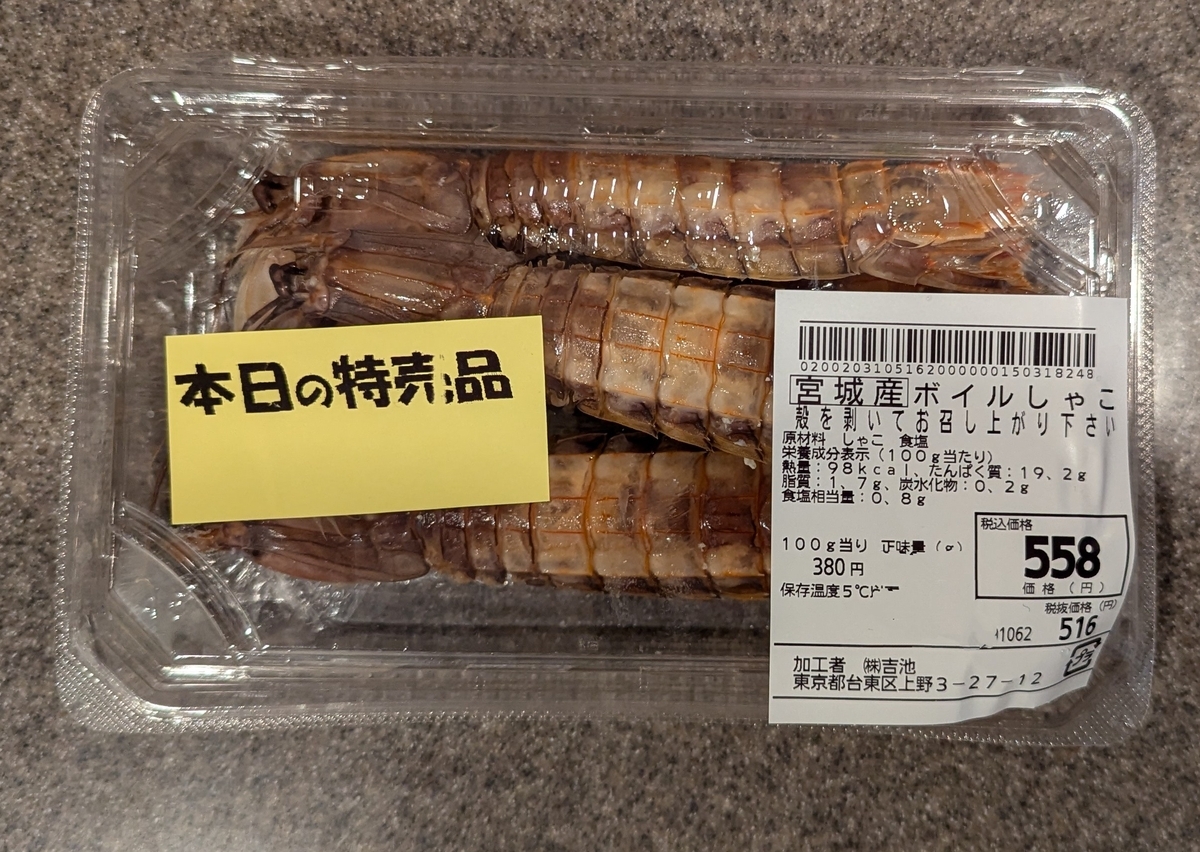 本日の特売品
0200203105162000000150318248
宮城産ボイルしゃこ
殻を剥いてお召し上がり下さい
原材料 しゃこ 食塩
栄養成分表示(100g当たり)
熱量:98kcal、たんぱく質:19.2g
脂質:1.7g、炭水化物:0.2g
食塩相当量:0.8g
税込価格
558
価格(円)
100g当り 正味量(g)
380円
保存温度5℃
税抜価格(円)
1062 516
プラ
加工者 ㈱吉池
東京都台東区上野3-27-12